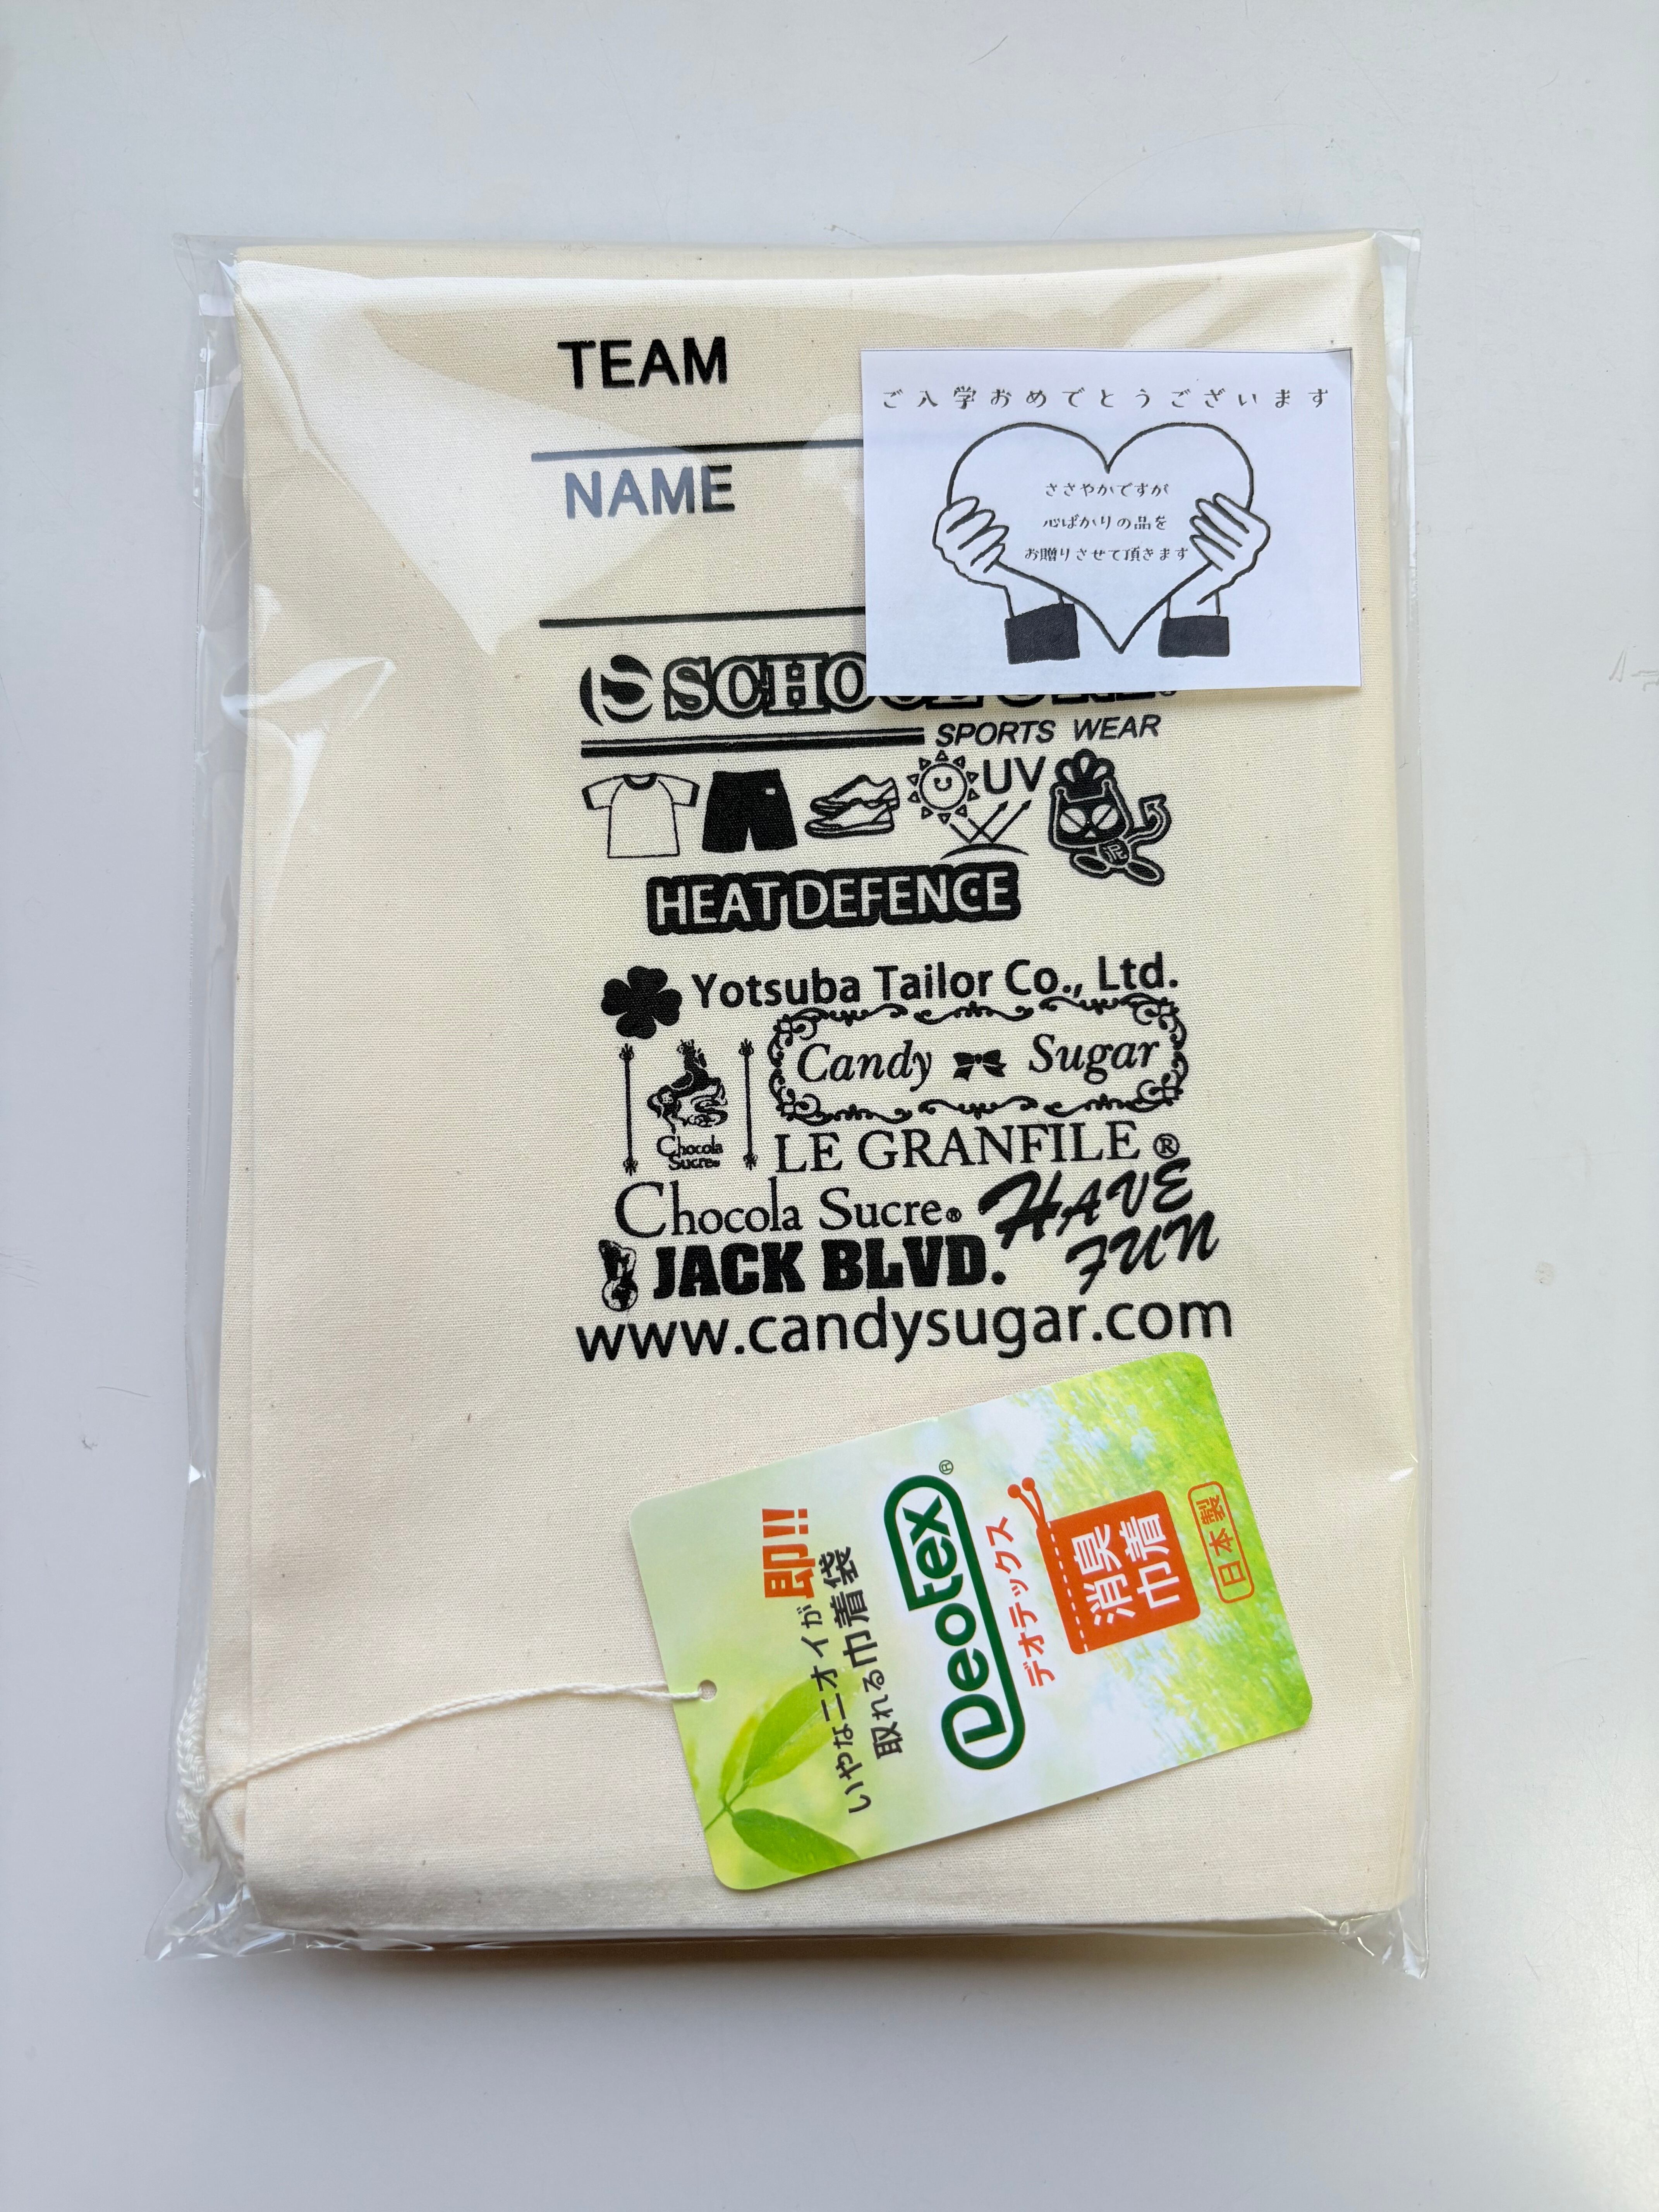 TEAM
NAME
ご入学おめでとうございます
ささやかですが
心ばかりの品を
お贈りさせて頂きます
SPORTS WEAR
UV
泥
HEAT DEFENCE
Yotsuba Tailor Co., Ltd.
Candy Sugar
Chocola
Sucre®
LE GRANFILE®
Chocola Sucre®
HAVE
FUN
JACK BLVD.
www.candysugar.com
いやなニオイが即!!
取れる巾着袋
Deotex®
デオテックス
消臭
巾着
日本製